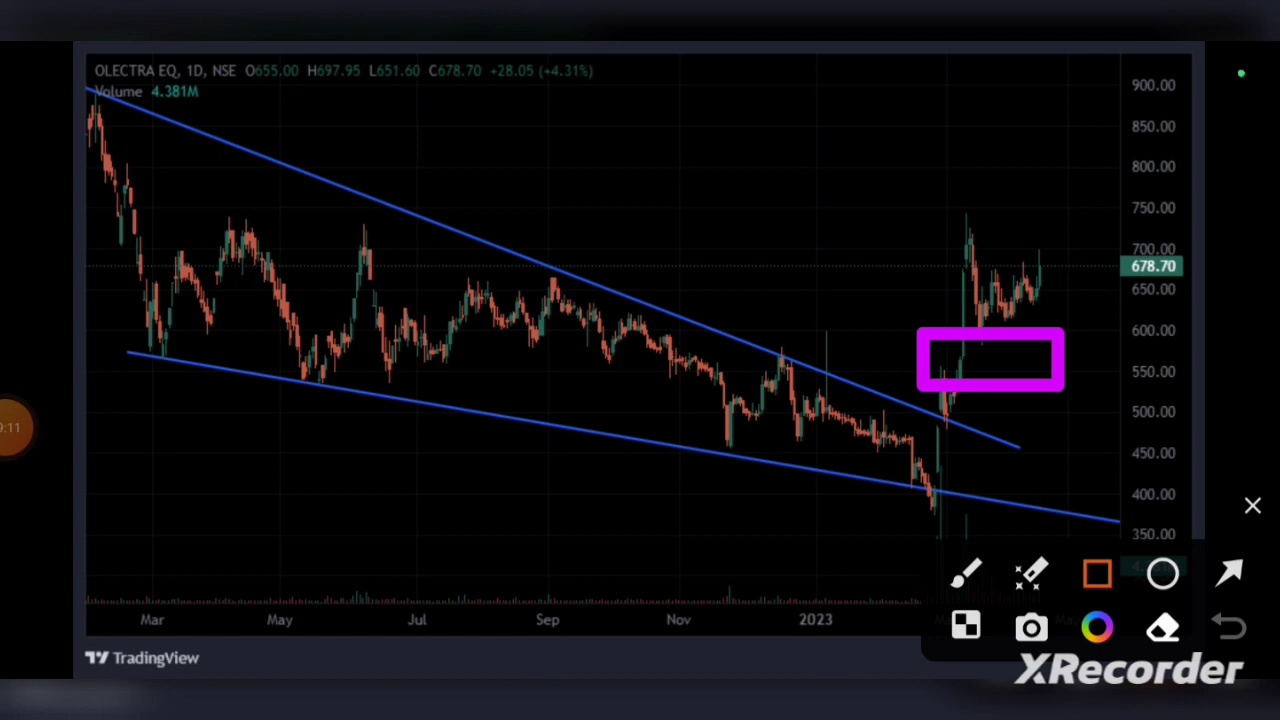 OLECTRA EQ, 1D, NSE O655.00 H697.95 L651.60 C678.70 +28.05 (+4.31%)
Volume 4.381M
900.00
850.00
800.00
750.00
700.00
678.70
650.00
600.00
550.00
500.00
450.00
400.00
350.00
9:11
Mar May Jul Sep Nov 2023
TradingView
XRecorder